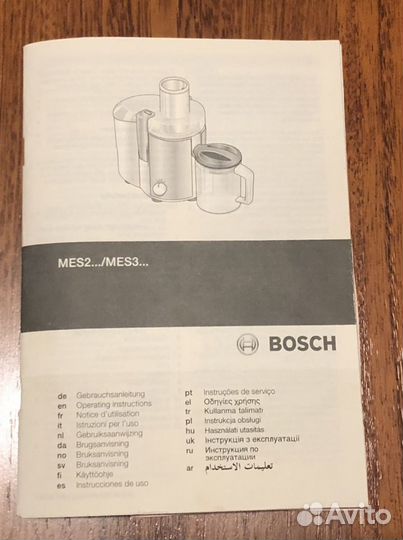 MES2.../MES3...
BOSCH
de Gebrauchsanleitung
en Operating instructions
fr Notice d'utilisation
it Istruzioni per l'uso
nl Gebruiksaanwijzing
da Brugsanvisning
no Bruksanvisning
sv Bruksanvisning
fi Käyttöohje
es Instrucciones de uso
pt Instruções de serviço
el Οδηγίες χρήσης
tr Kullanma talimatı
pl Instrukcja obsługi
hu Használati utasítás
uk Інструкція з експлуатації
ru Инструкция по
эксплуатации
ar تعليمات الاستخدام
Avito